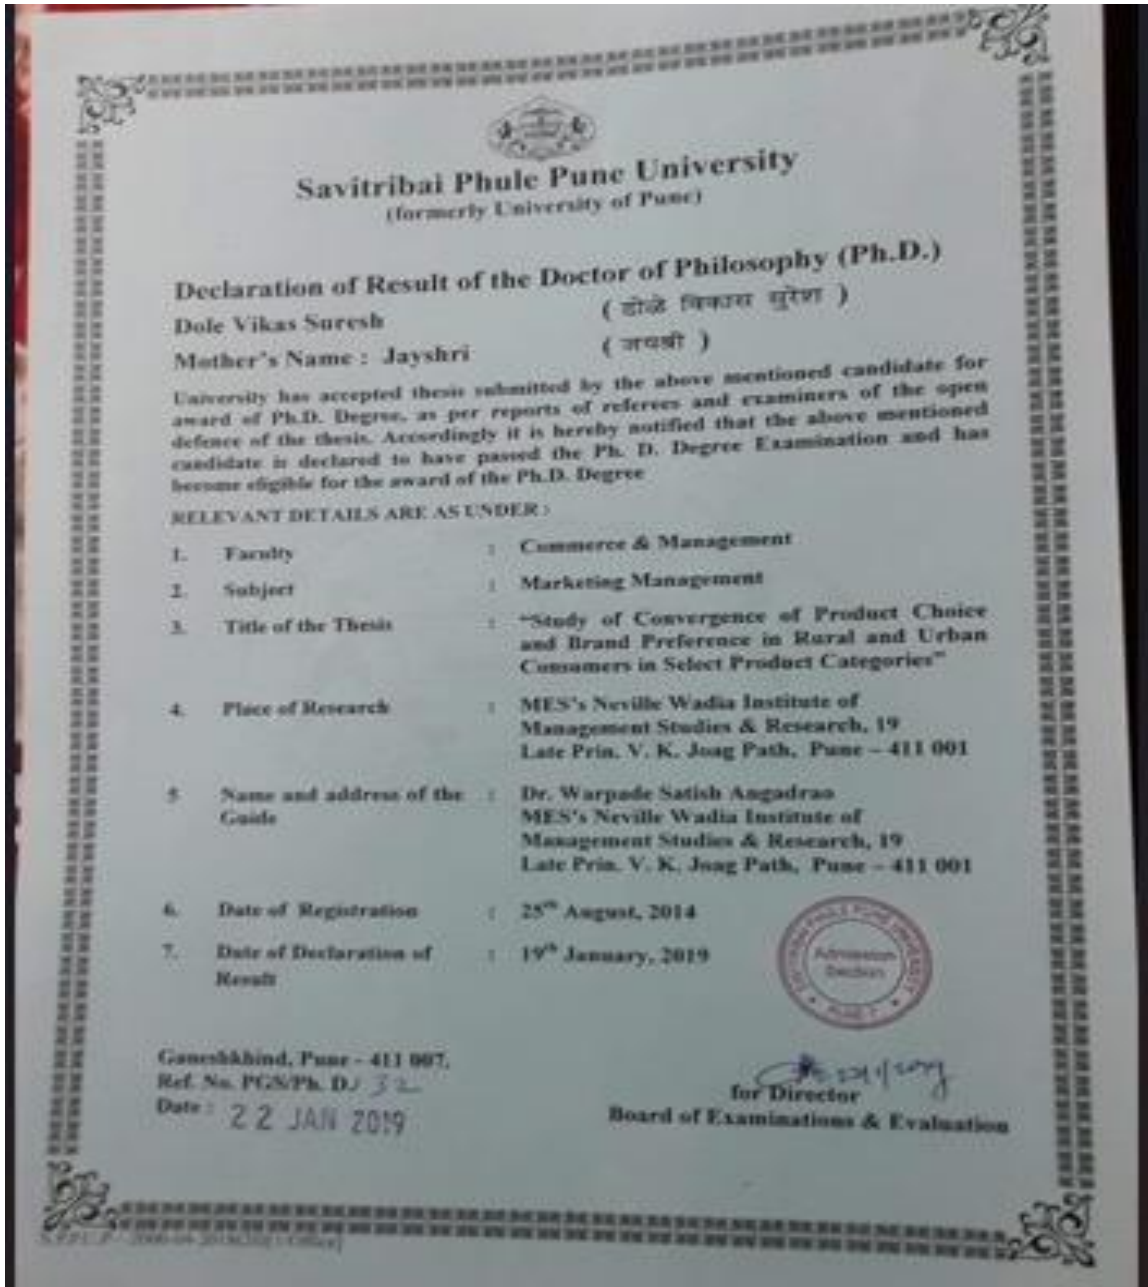 Savitribai Phule Pune University
(formerly University of Pune)
Declaration of Result of the Doctor of Philosophy (Ph.D.)
Dole Vikas Suresh ( डोळे विकास सुरेश )
Mother's Name : Jayshri ( जयश्री )
University has accepted thesis submitted by the above mentioned candidate for
award of Ph.D. Degree, as per reports of referees and examiners of the open
defence of the thesis. Accordingly it is hereby notified that the above mentioned
candidate is declared to have passed the Ph. D. Degree Examination and has
become eligible for the award of the Ph.D. Degree
RELEVANT DETAILS ARE AS UNDER :
1. Faculty : Commerce & Management
2. Subject : Marketing Management
3. Title of the Thesis : "Study of Convergence of Product Choice
and Brand Preference in Rural and Urban
Consumers in Select Product Categories"
4. Place of Research : MES's Neville Wadia Institute of
Management Studies & Research, 19
Late Prin. V. K. Joag Path, Pune – 411 001
5 Name and address of the : Dr. Warpade Satish Angadrao
Guide MES's Neville Wadia Institute of
Management Studies & Research, 19
Late Prin. V. K. Joag Path, Pune – 411 001
6. Date of Registration : 25th August, 2014
7. Date of Declaration of : 19th January, 2019
Result
SAVITRIBAI PHULE PUNE UNIVERSITY
Admission
Section
PUNE-7
Ganeshkhind, Pune - 411 007.
Ref. No. PGS/Ph. D./ 32
Date : 22 JAN 2019
for Director
Board of Examinations & Evaluation